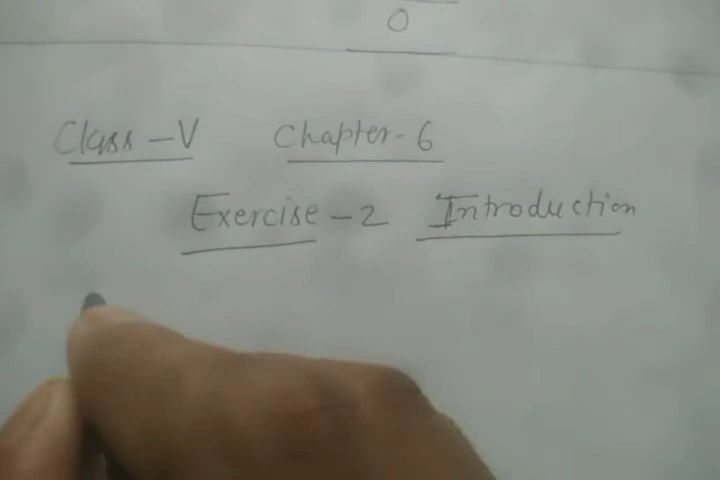 0
Class - V Chapter - 6
Exercise - 2 Introduction